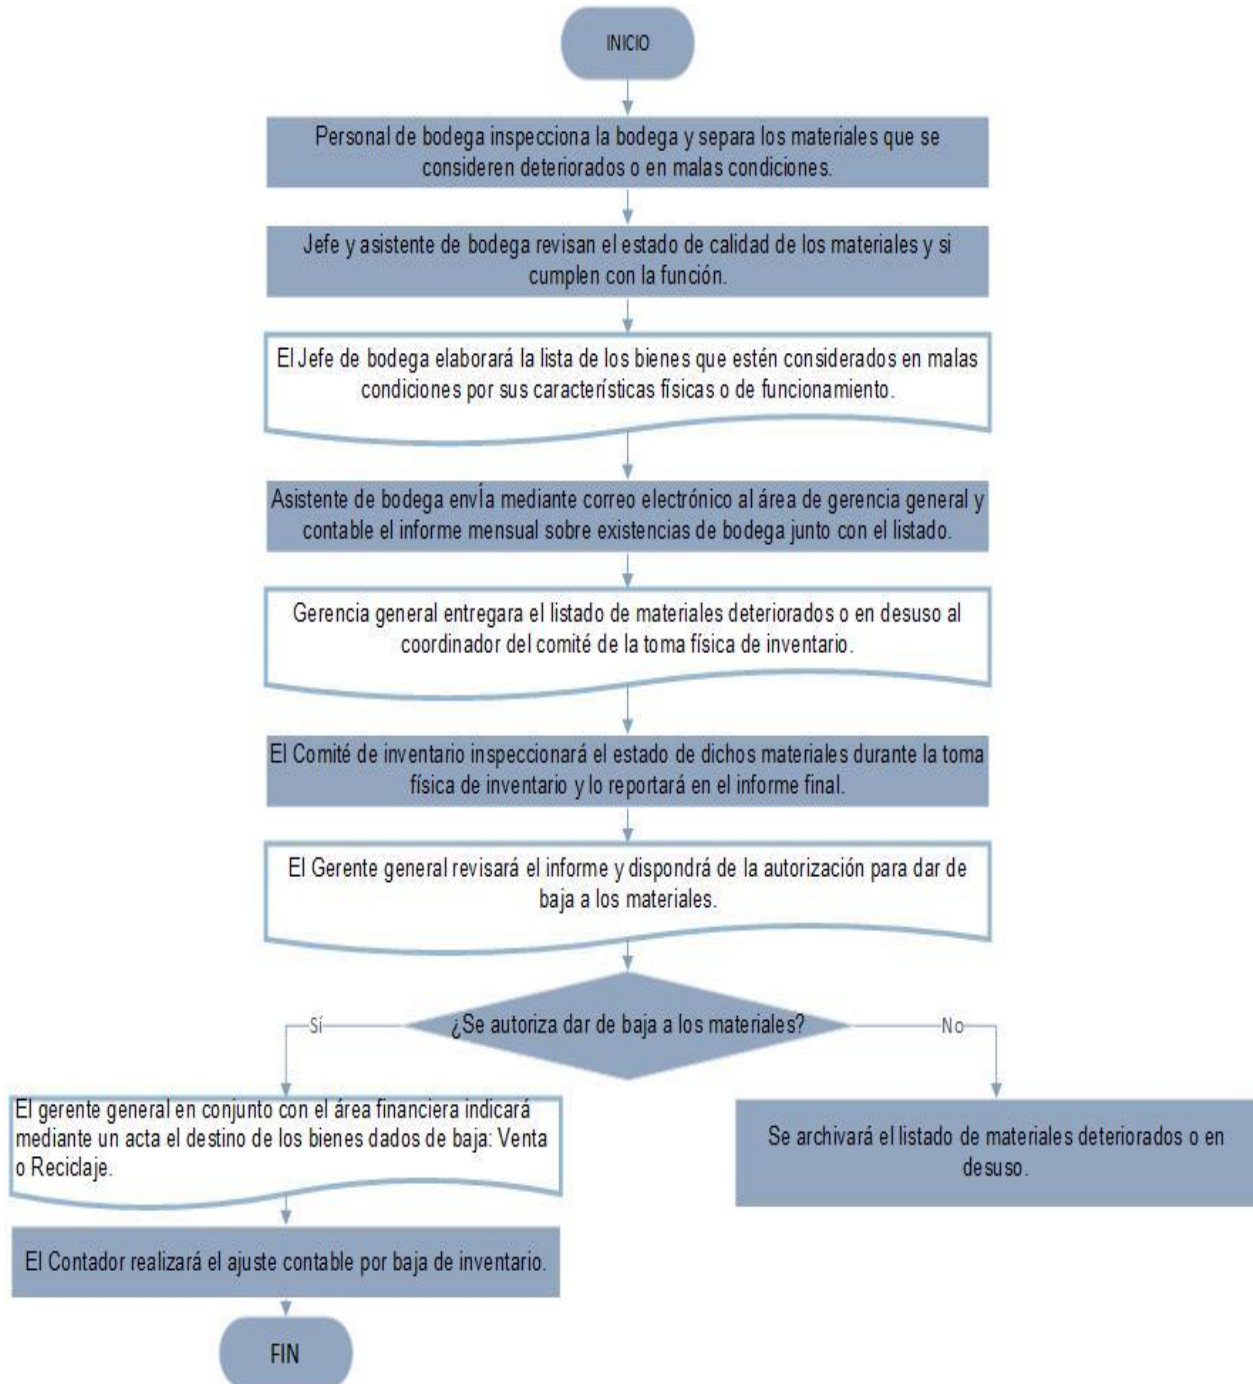 INICIO
Personal de bodega inspecciona la bodega y separa los materiales que se
consideren deteriorados o en malas condiciones.
Jefe y asistente de bodega revisan el estado de calidad de los materiales y si
cumplen con la función.
El Jefe de bodega elaborará la lista de los bienes que estén considerados en malas
condiciones por sus características físicas o de funcionamiento.
Asistente de bodega envÍa mediante correo electrónico al área de gerencia general y
contable el informe mensual sobre existencias de bodega junto con el listado.
Gerencia general entregara el listado de materiales deteriorados o en desuso al
coordinador del comité de la toma física de inventario.
El Comité de inventario inspeccionará el estado de dichos materiales durante la toma
física de inventario y lo reportará en el informe final.
El Gerente general revisará el informe y dispondrá de la autorización para dar de
baja a los materiales.
¿Se autoriza dar de baja a los materiales?
Sí
No
El gerente general en conjunto con el área financiera indicará
mediante un acta el destino de los bienes dados de baja: Venta
o Reciclaje.
Se archivará el listado de materiales deteriorados o en
desuso.
El Contador realizará el ajuste contable por baja de inventario.
FIN